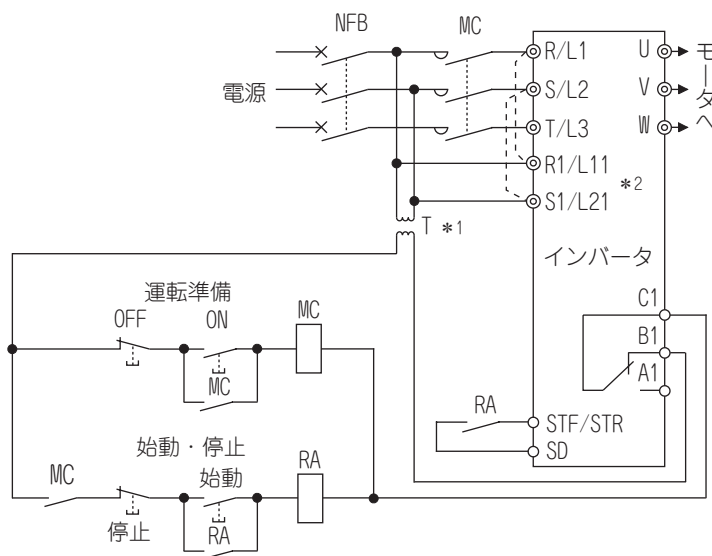 NFB
MC
電源
R/L1
S/L2
T/L3
R1/L11
S1/L21
*2
インバータ
U
V
W
モータへ
T *1
運転準備
OFF
ON
MC
MC
C1
B1
A1
RA
STF/STR
SD
始動・停止
MC
停止
始動
RA
RA